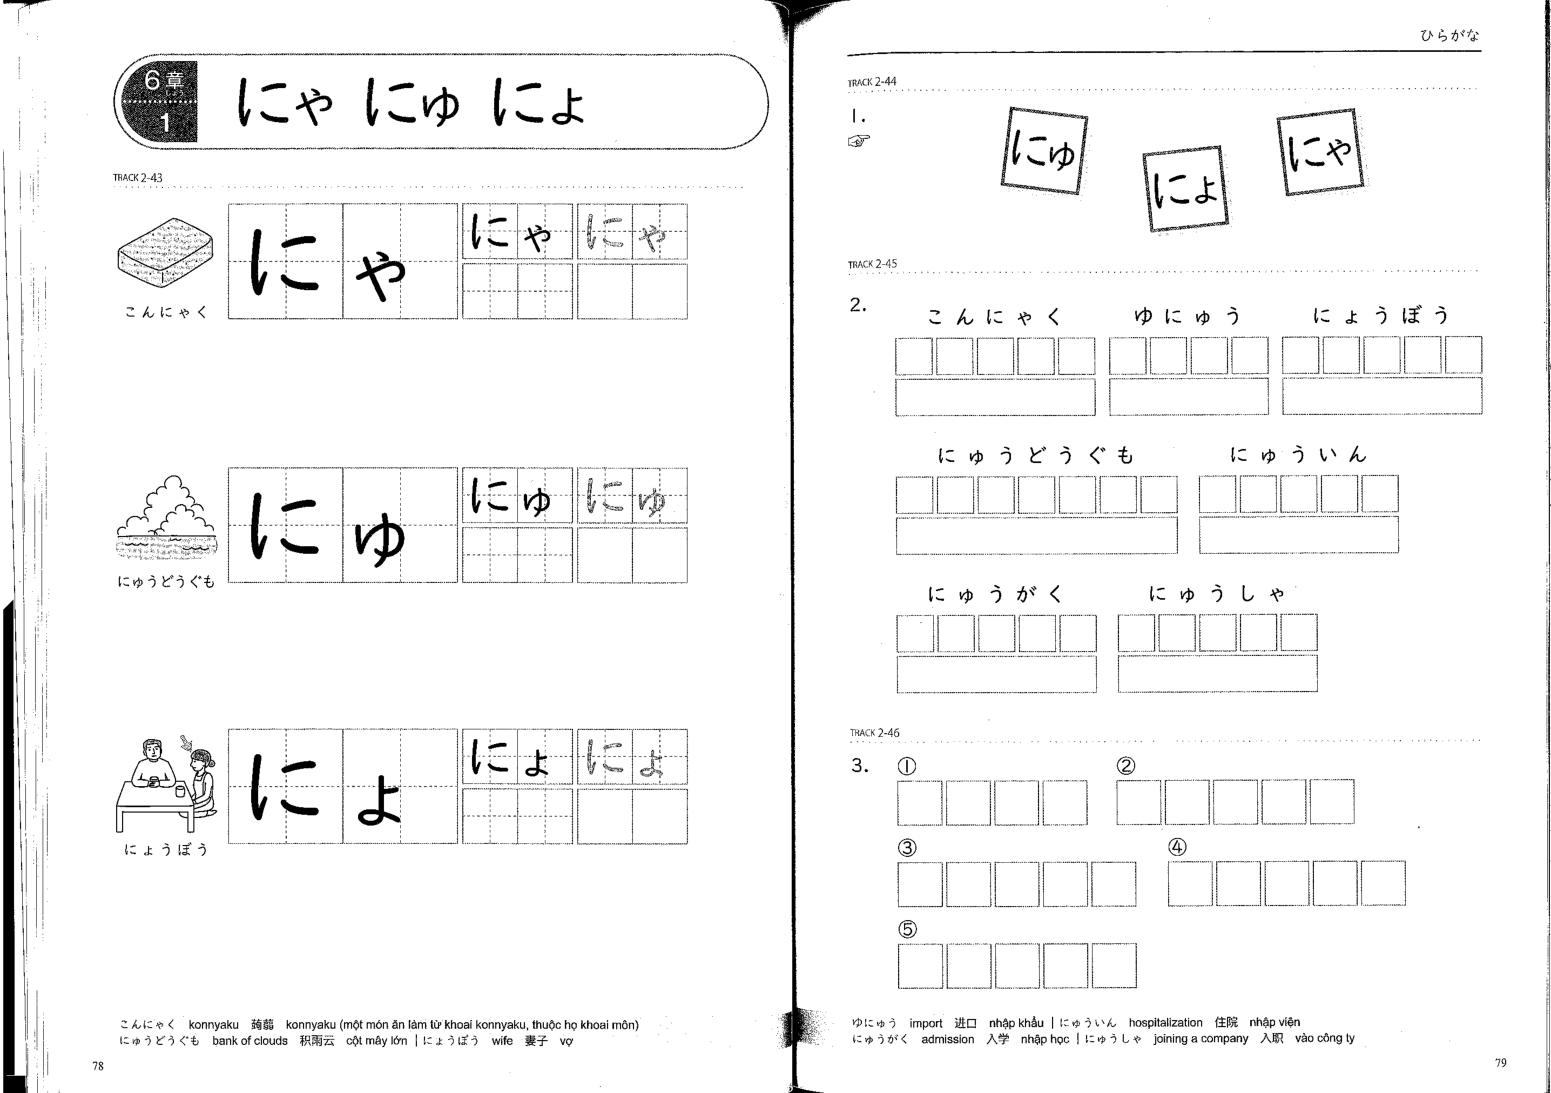 6章
1
にゃ にゅ にょ
TRACK 2-43
にゃ
にゃ にゃ
こんにゃく
にゅ
にゅ にゅ
にゅうどうぐも
にょ
にょ にょ
にょうぼう
こんにゃく konnyaku 蒟蒻 konnyaku (một món ăn làm từ khoai konnyaku, thuộc họ khoai môn)
にゅうどうぐも bank of clouds 积雨云 cột mây lớn | にょうぼう wife 妻子 vợ
78
ひらがな
TRACK 2-44
1.
にゅ にょ にゃ
TRACK 2-45
2.
こんにゃく ゆにゅう にょうぼう
にゅうどうぐも にゅういん
にゅうがく にゅうしゃ
TRACK 2-46
3. ① ②
③ ④
⑤
ゆにゅう import 进口 nhập khẩu | にゅういん hospitalization 住院 nhập viện
にゅうがく admission 入学 nhập học | にゅうしゃ joining a company 入职 vào công ty
79